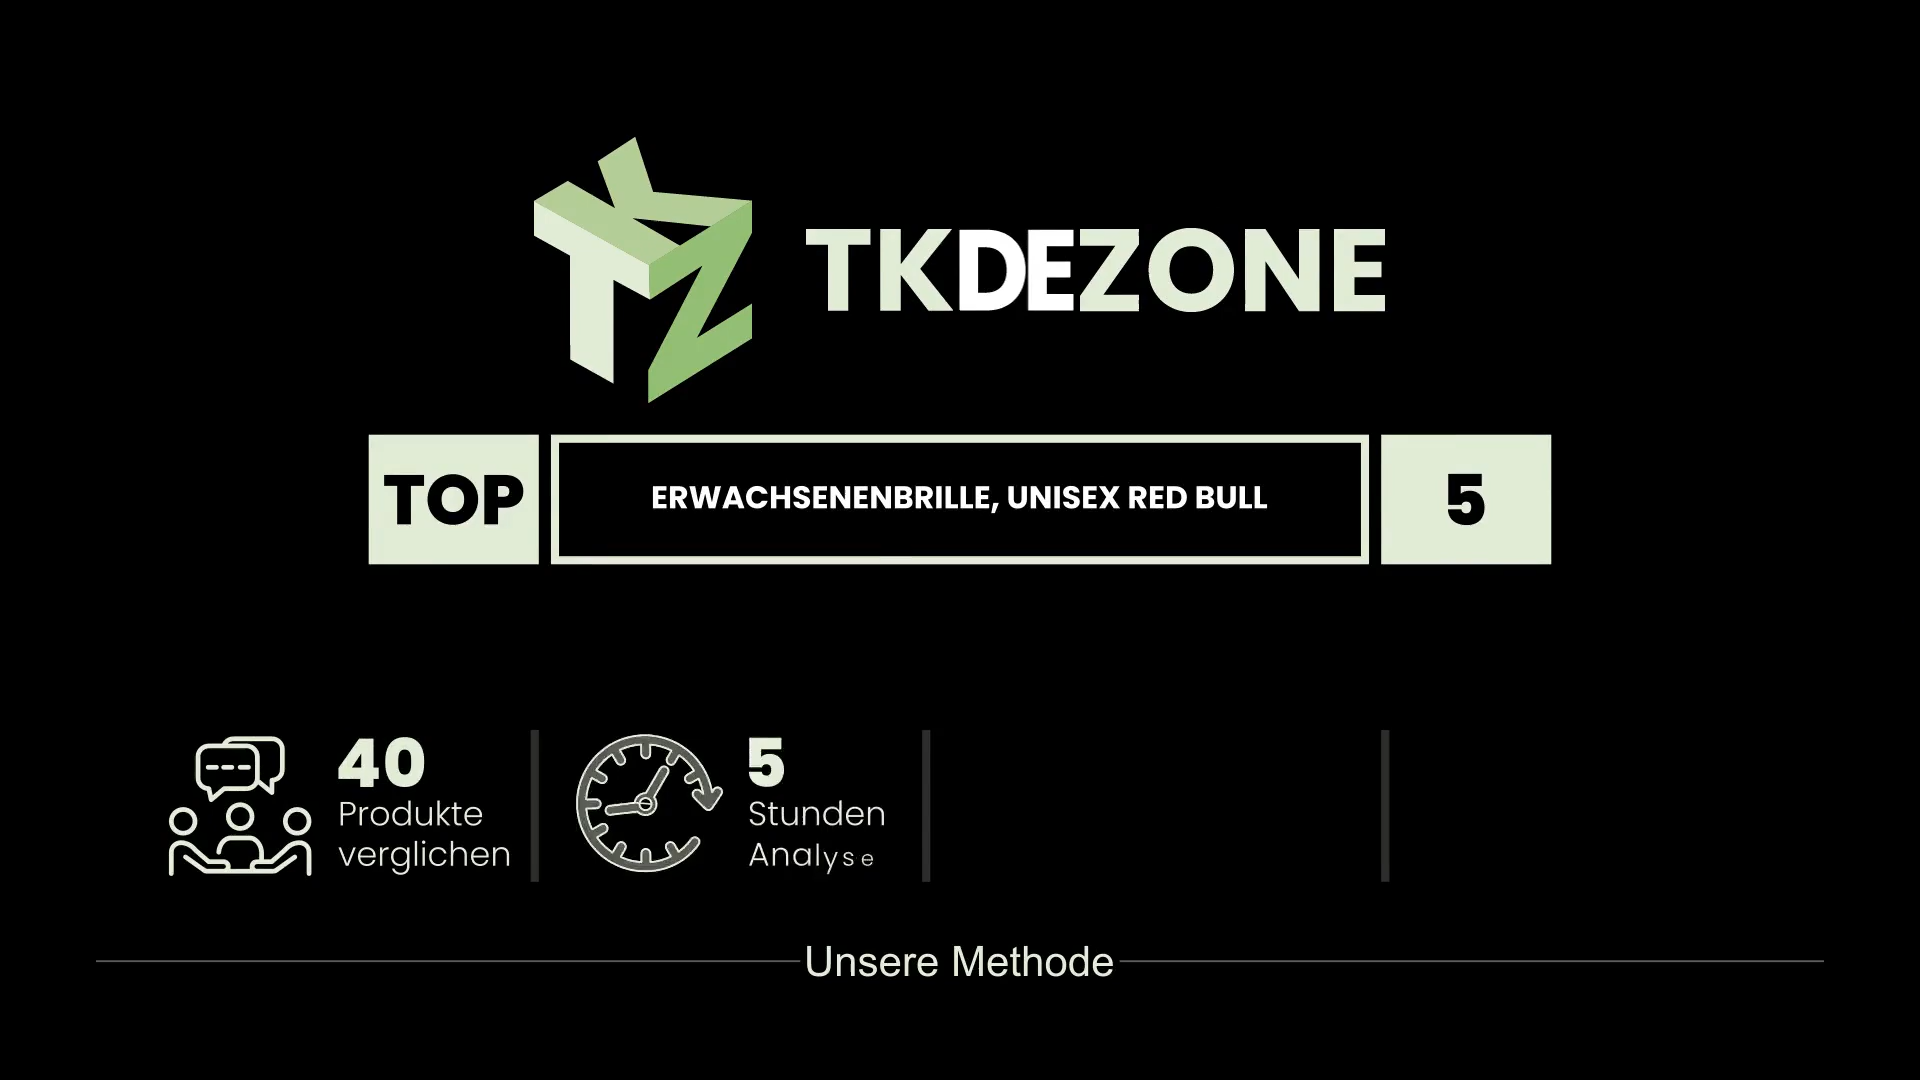 TKDEZONE
TOP
ERWACHSENENBRILLE, UNISEX RED BULL
5
40
Produkte
verglichen
5
Stunden
Analyse
Unsere Methode